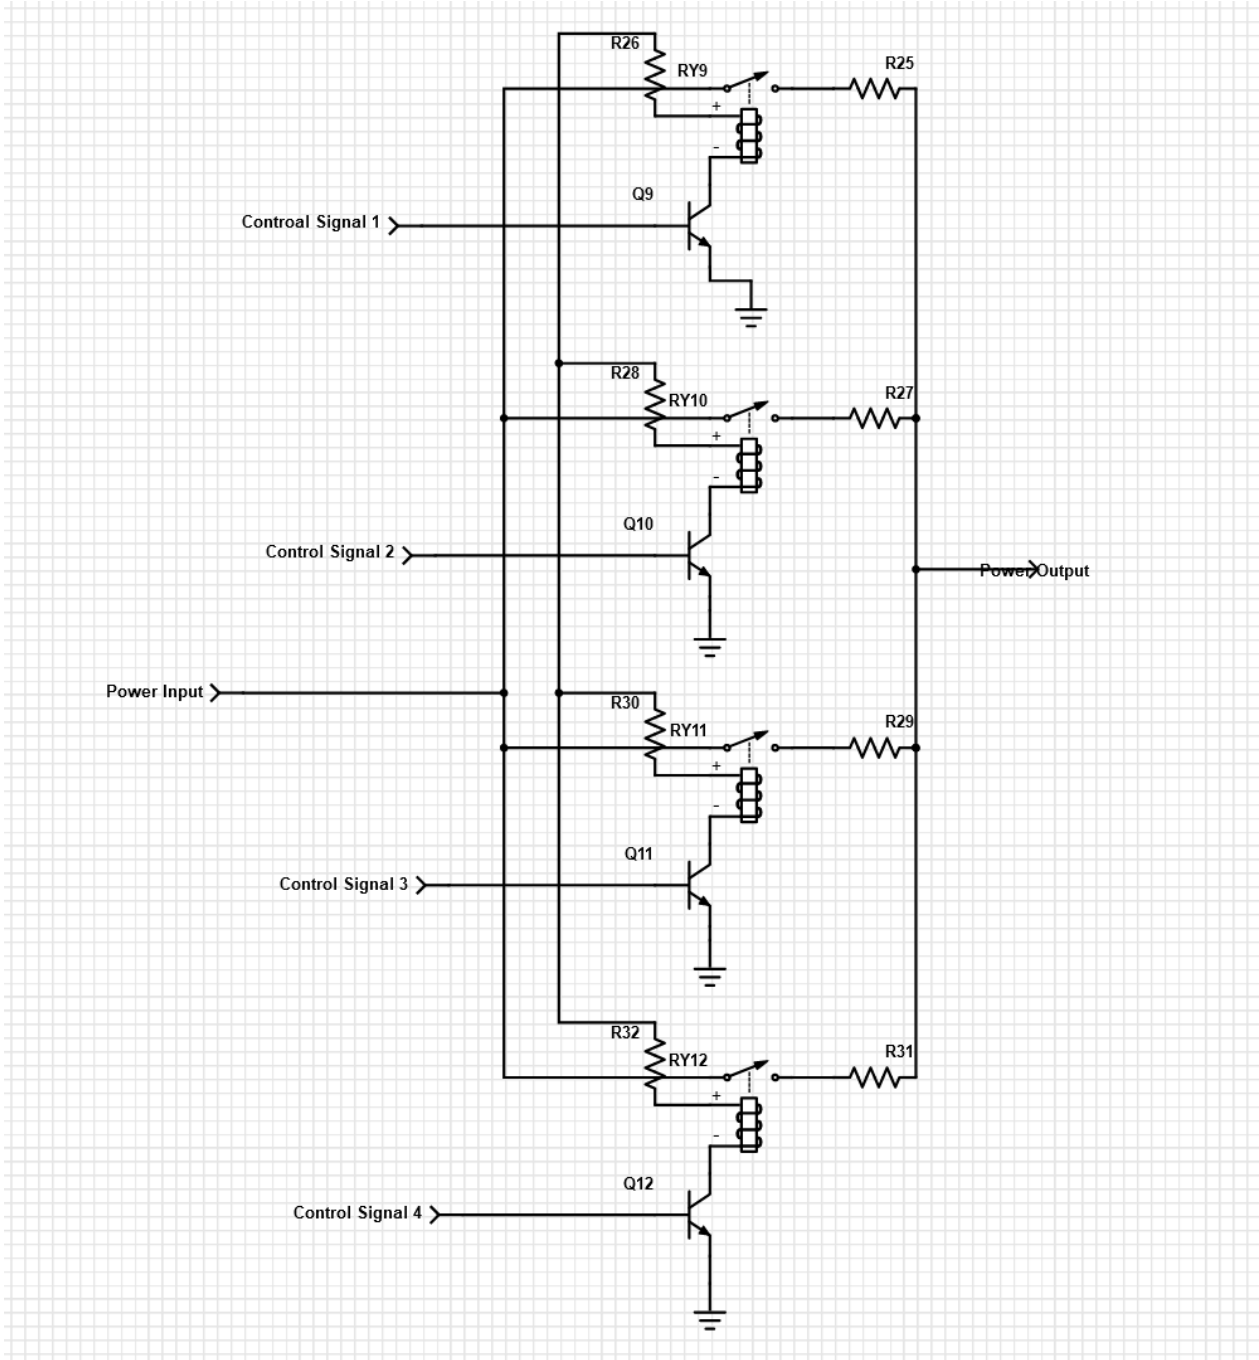 R26
RY9
R25
+
-
Q9
Controal Signal 1
R28
RY10
R27
+
-
Q10
Control Signal 2
Power Output
Power Input
R30
RY11
R29
+
-
Q11
Control Signal 3
R32
RY12
R31
+
-
Q12
Control Signal 4